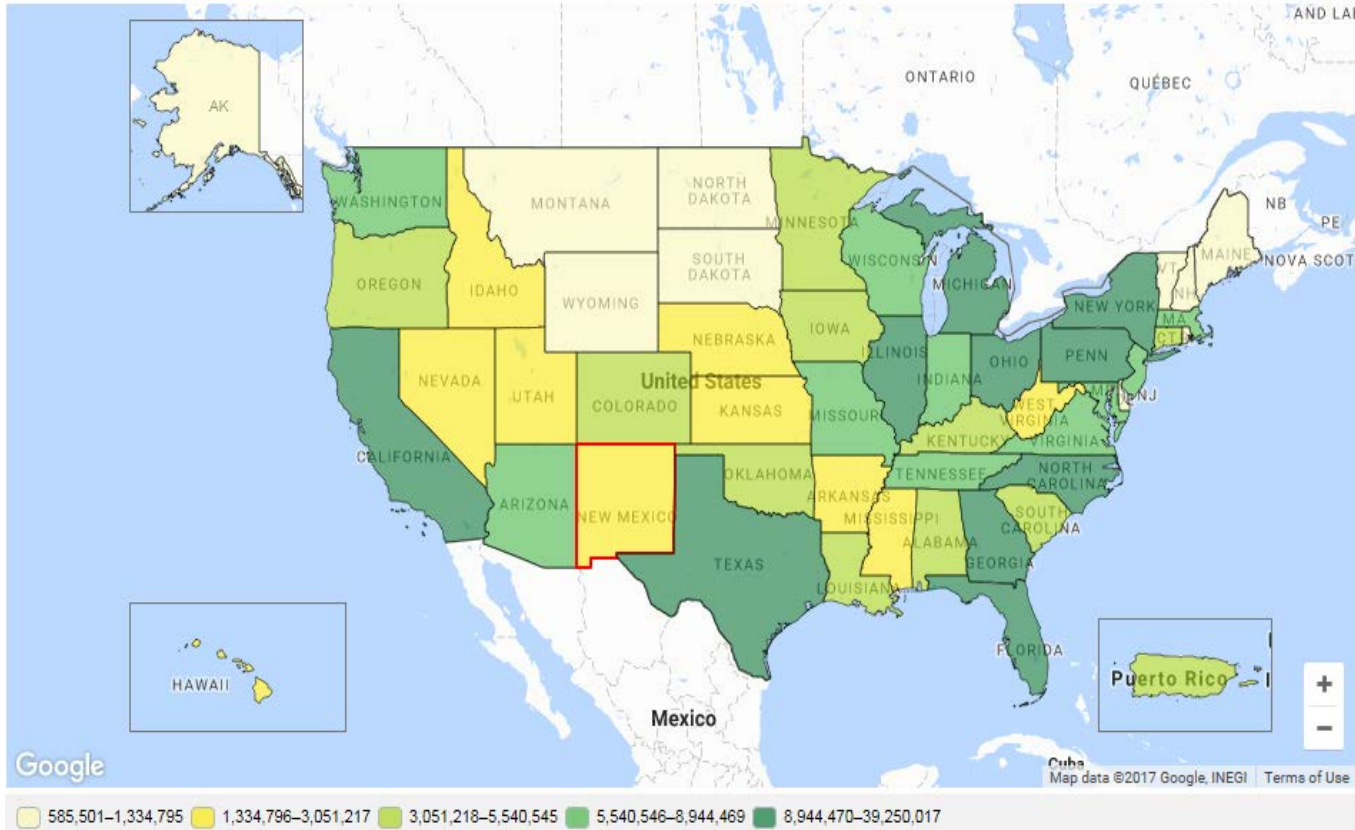 AND LA
ONTARIO
QUÉBEC
AK
NORTH
DAKOTA
MONTANA
WASHINGTON
MINNESOTA
NB
PE
MAINE
NOVA SCOT
SOUTH
DAKOTA
WISCONSIN
VT
OREGON
IDAHO
MICHIGAN
NH
WYOMING
NEW YORK
MA
IOWA
CT
NEBRASKA
ILLINOIS
OHIO
PENN
NEVADA
United States
INDIANA
UTAH
COLORADO
KANSAS
MISSOURI
WEST
VIRGINIA
NJ
KENTUCKY
VIRGINIA
CALIFORNIA
OKLAHOMA
TENNESSEE
NORTH
CAROLINA
ARIZONA
ARKANSAS
NEW MEXICO
MISSISSIPPI
SOUTH
CAROLINA
ALABAMA
TEXAS
GEORGIA
LOUISIANA
FLORIDA
HAWAII
Puerto Rico
+
Mexico
−
Google
Cuba
Map data ©2017 Google, INEGI Terms of Use
585,501–1,334,795 1,334,796–3,051,217 3,051,218–5,540,545 5,540,546–8,944,469 8,944,470–39,250,017